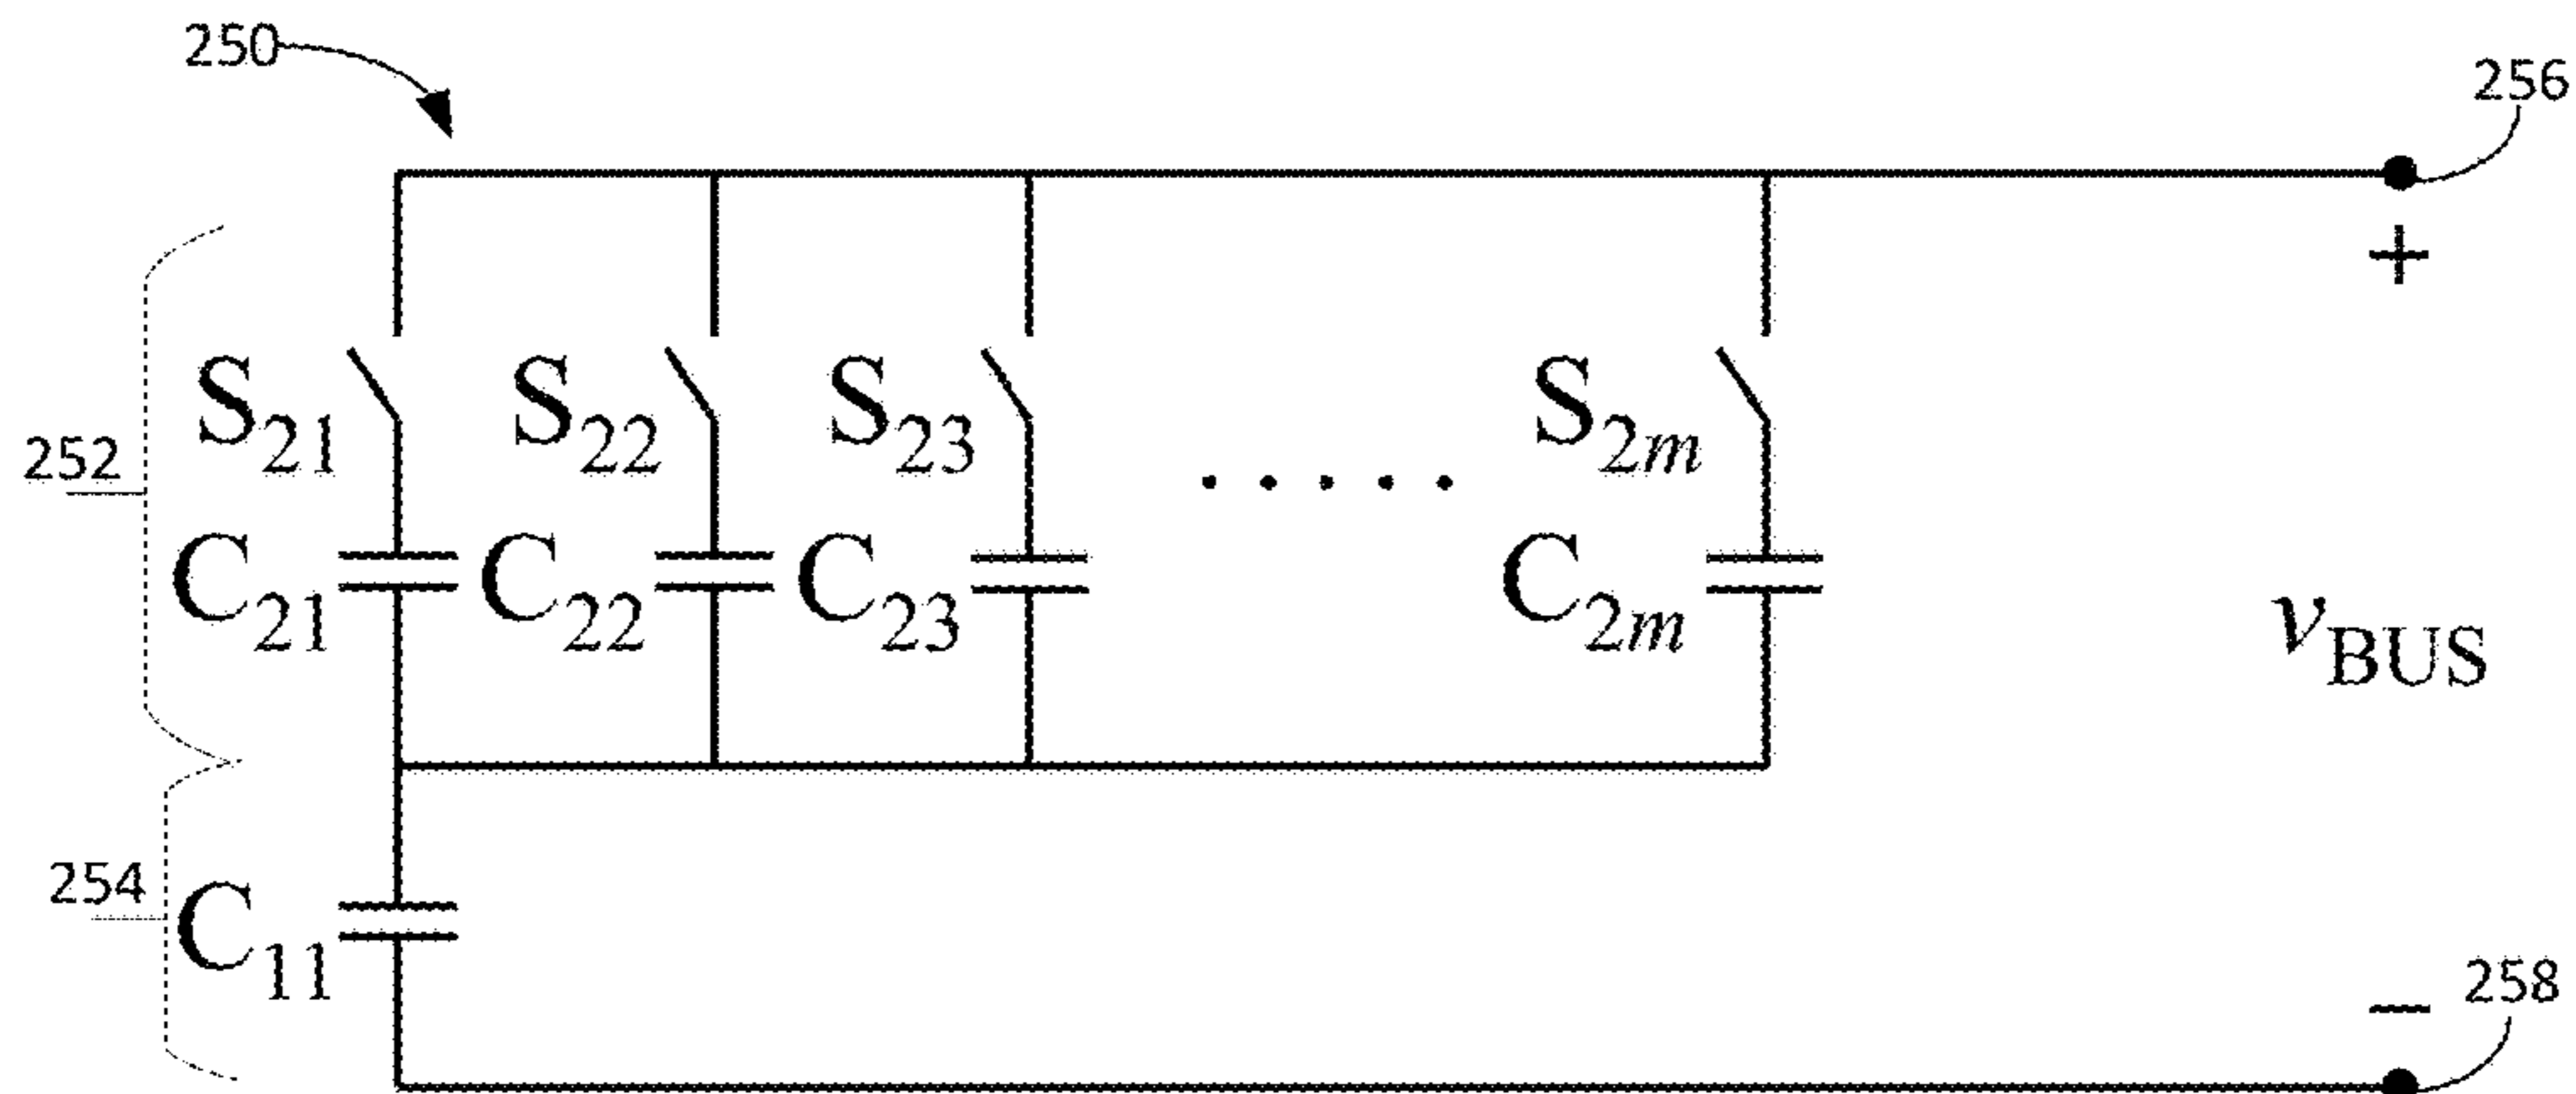 250
256
+
S21 S22 S23 ..... S2m
252
C21 C22 C23 C2m
vBUS
254
C11
− 258